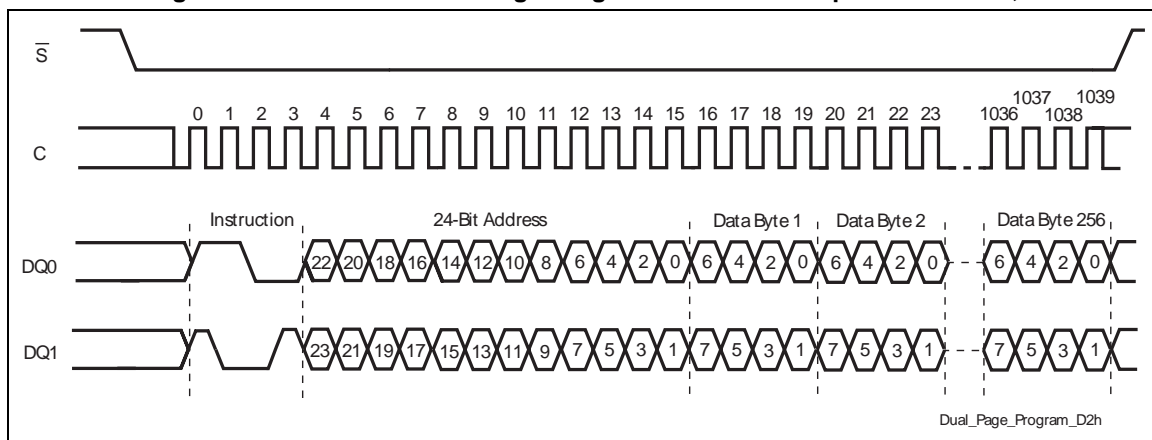 S
0 1 2 3 4 5 6 7 8 9 10 11 12 13 14 15 16 17 18 19 20 21 22 23 1036 1037 1038 1039
C
Instruction 24-Bit Address Data Byte 1 Data Byte 2 Data Byte 256
DQ0 22 20 18 16 14 12 10 8 6 4 2 0 6 4 2 0 6 4 2 0 6 4 2 0
DQ1 23 21 19 17 15 13 11 9 7 5 3 1 7 5 3 1 7 5 3 1 7 5 3 1
Dual_Page_Program_D2h